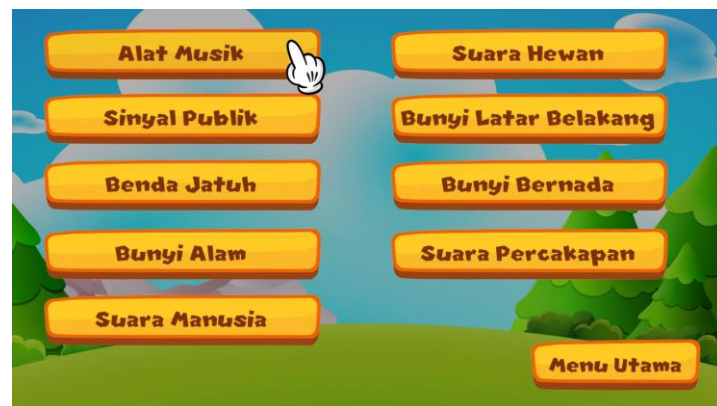 Alat Musik
Suara Hewan
Sinyal Publik
Bunyi Latar Belakang
Benda Jatuh
Bunyi Bernada
Bunyi Alam
Suara Percakapan
Suara Manusia
Menu Utama